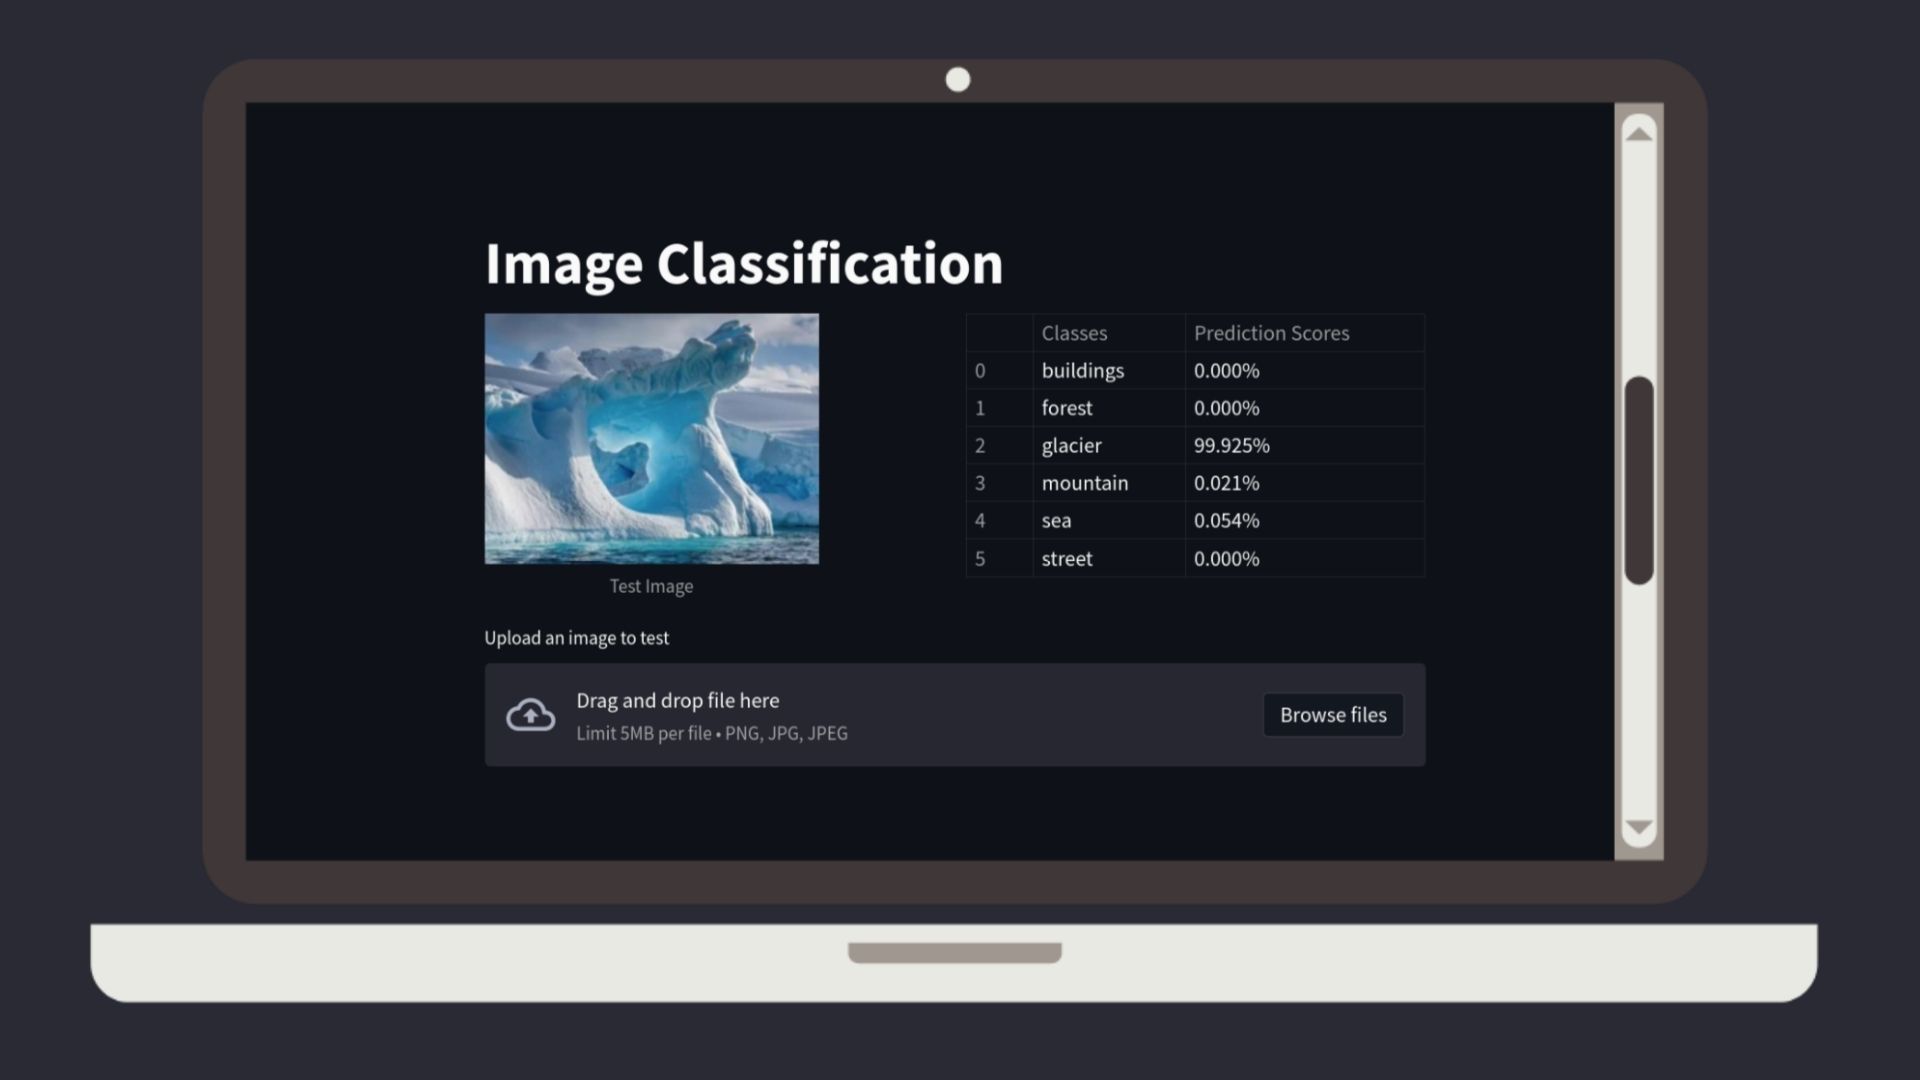 Image Classification
Classes Prediction Scores
0 buildings 0.000%
1 forest 0.000%
2 glacier 99.925%
3 mountain 0.021%
4 sea 0.054%
5 street 0.000%
Test Image
Upload an image to test
Drag and drop file here
Limit 5MB per file • PNG, JPG, JPEG
Browse files